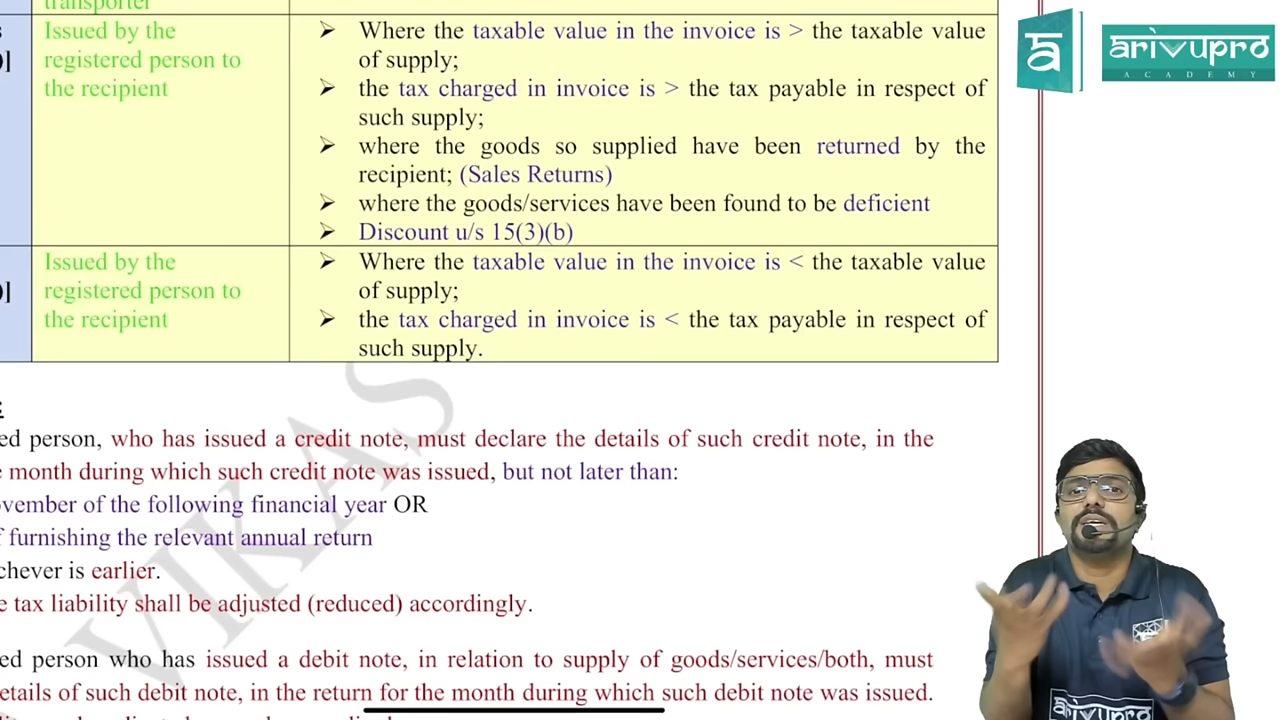 transporter
Issued by the
registered person to
the recipient
➤ Where the taxable value in the invoice is > the taxable value
of supply;
➤ the tax charged in invoice is > the tax payable in respect of
such supply;
➤ where the goods so supplied have been returned by the
recipient; (Sales Returns)
➤ where the goods/services have been found to be deficient
➤ Discount u/s 15(3)(b)
Issued by the
registered person to
the recipient
➤ Where the taxable value in the invoice is < the taxable value
of supply;
➤ the tax charged in invoice is < the tax payable in respect of
such supply.
ed person, who has issued a credit note, must declare the details of such credit note, in the
e month during which such credit note was issued, but not later than:
vember of the following financial year OR
f furnishing the relevant annual return
chever is earlier.
e tax liability shall be adjusted (reduced) accordingly.
ed person who has issued a debit note, in relation to supply of goods/services/both, must
etails of such debit note, in the return for the month during which such debit note was issued.
VIKAS
arivupro
ACADEMY
arivupro